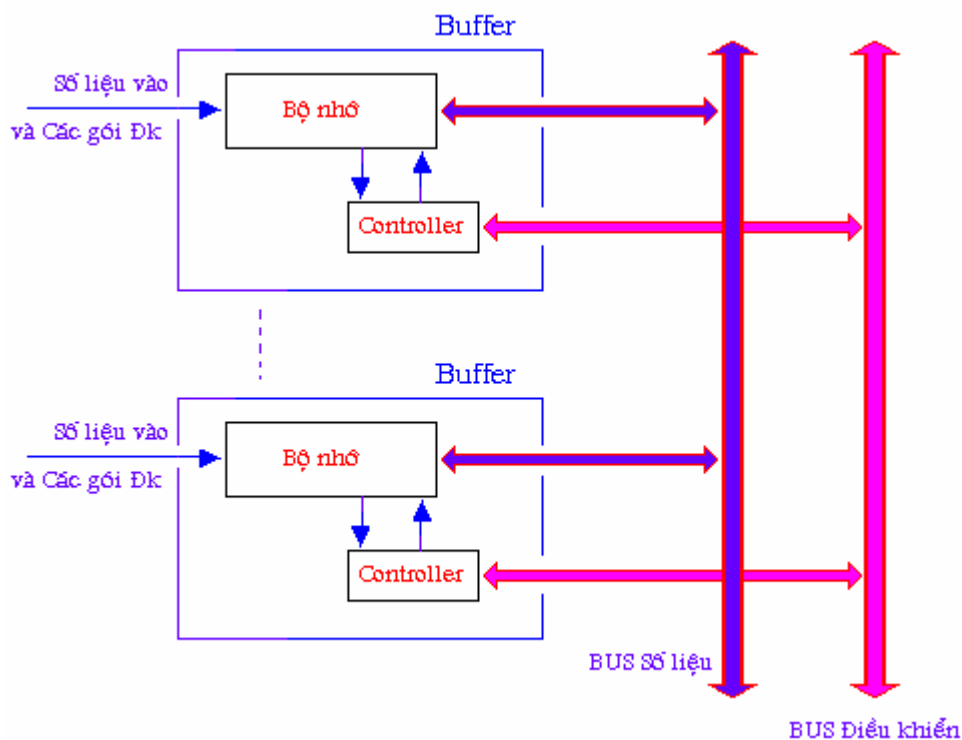 Buffer
Số liệu vào
và Các gói Đk
Bộ nhớ
Controller
Buffer
Số liệu vào
và Các gói Đk
Bộ nhớ
Controller
BUS Số liệu
BUS Điều khiển